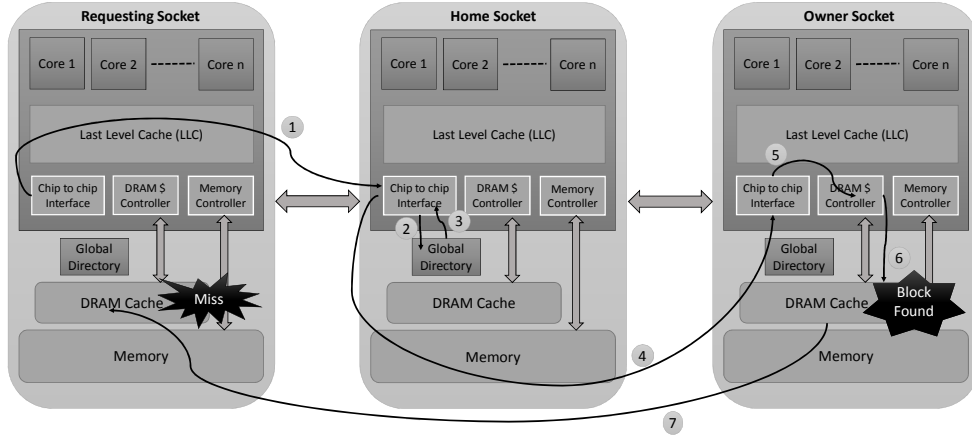 Requesting Socket
Core 1 Core 2 Core n
Last Level Cache (LLC)
Chip to chip
Interface
DRAM $
Controller
Memory
Controller
Global
Directory
DRAM Cache
Miss
Memory
1
Home Socket
Core 1 Core 2 Core n
Last Level Cache (LLC)
Chip to chip
Interface
DRAM $
Controller
Memory
Controller
2
3
Global
Directory
DRAM Cache
Memory
4
Owner Socket
Core 1 Core 2 Core n
Last Level Cache (LLC)
5
Chip to chip
Interface
DRAM $
Controller
Memory
Controller
Global
Directory
6
DRAM Cache
Block
Found
Memory
7